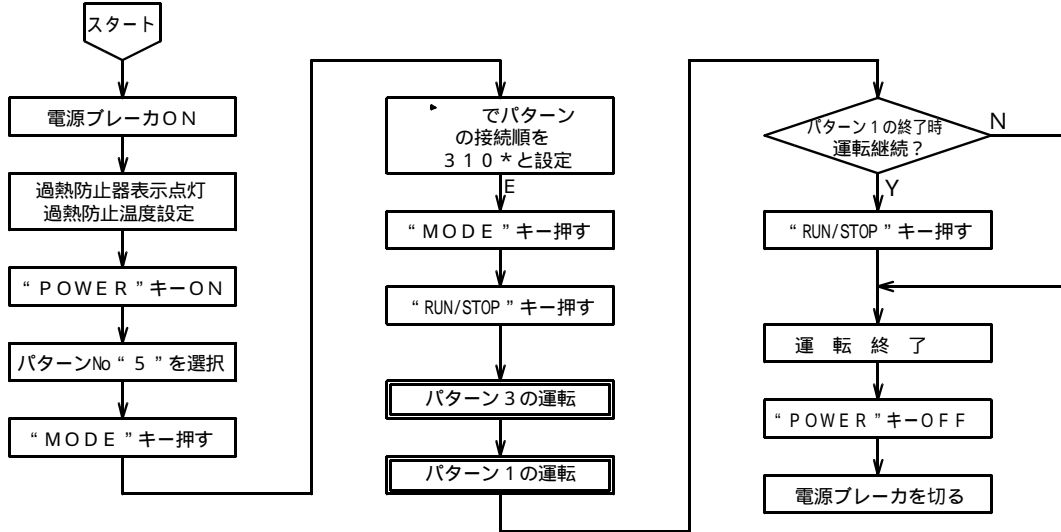 スタート
電源ブレーカON
過熱防止器表示点灯
過熱防止温度設定
“POWER”キーON
パターンNo“5”を選択
“MODE”キー押す
でパターン
の接続順を
310*と設定
E
“MODE”キー押す
“RUN/STOP”キー押す
パターン3の運転
パターン1の運転
パターン1の終了時
運転継続?
N
Y
“RUN/STOP”キー押す
運 転 終 了
“POWER”キーOFF
電源ブレーカを切る